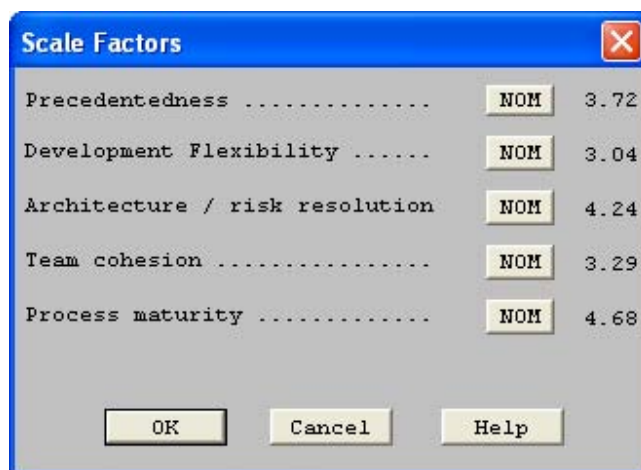 Scale Factors
Precedentedness .............. NOM 3.72
Development Flexibility ...... NOM 3.04
Architecture / risk resolution NOM 4.24
Team cohesion ................ NOM 3.29
Process maturity ............. NOM 4.68
OK Cancel Help